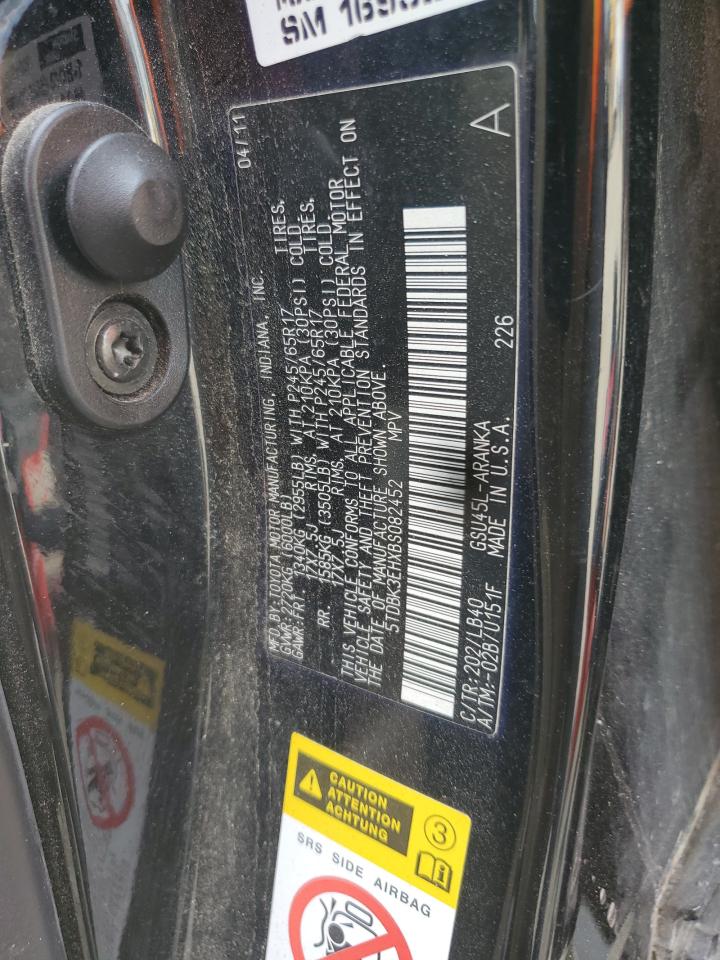 SM 1695
04/11
MFD.BY:TOYOTA MOTOR MANUFACTURING, INDIANA, INC.
GVWR:2720KG (6000LB)
GAWR:FRT. 1340KG (2955LB) WITH P245/65R17 TIRES,
17X7.5J RIMS, AT 210KPA (30PSI) COLD.
RR. 1585KG (3505LB) WITH P245/65R17 TIRES,
17X7.5J RIMS, AT 210KPA (30PSI) COLD.
THIS VEHICLE CONFORMS TO ALL APPLICABLE FEDERAL MOTOR
VEHICLE SAFETY AND THEFT PREVENTION STANDARDS IN EFFECT ON
THE DATE OF MANUFACTURE SHOWN ABOVE.
5TDBK3EHXBS082452 MPV
C/TR:202/LB40 GSU45L-ARANKA 226
A/TM:-02B/U151F MADE IN U.S.A.
A
CAUTION
ATTENTION
ACHTUNG
3
SRS SIDE AIRBAG